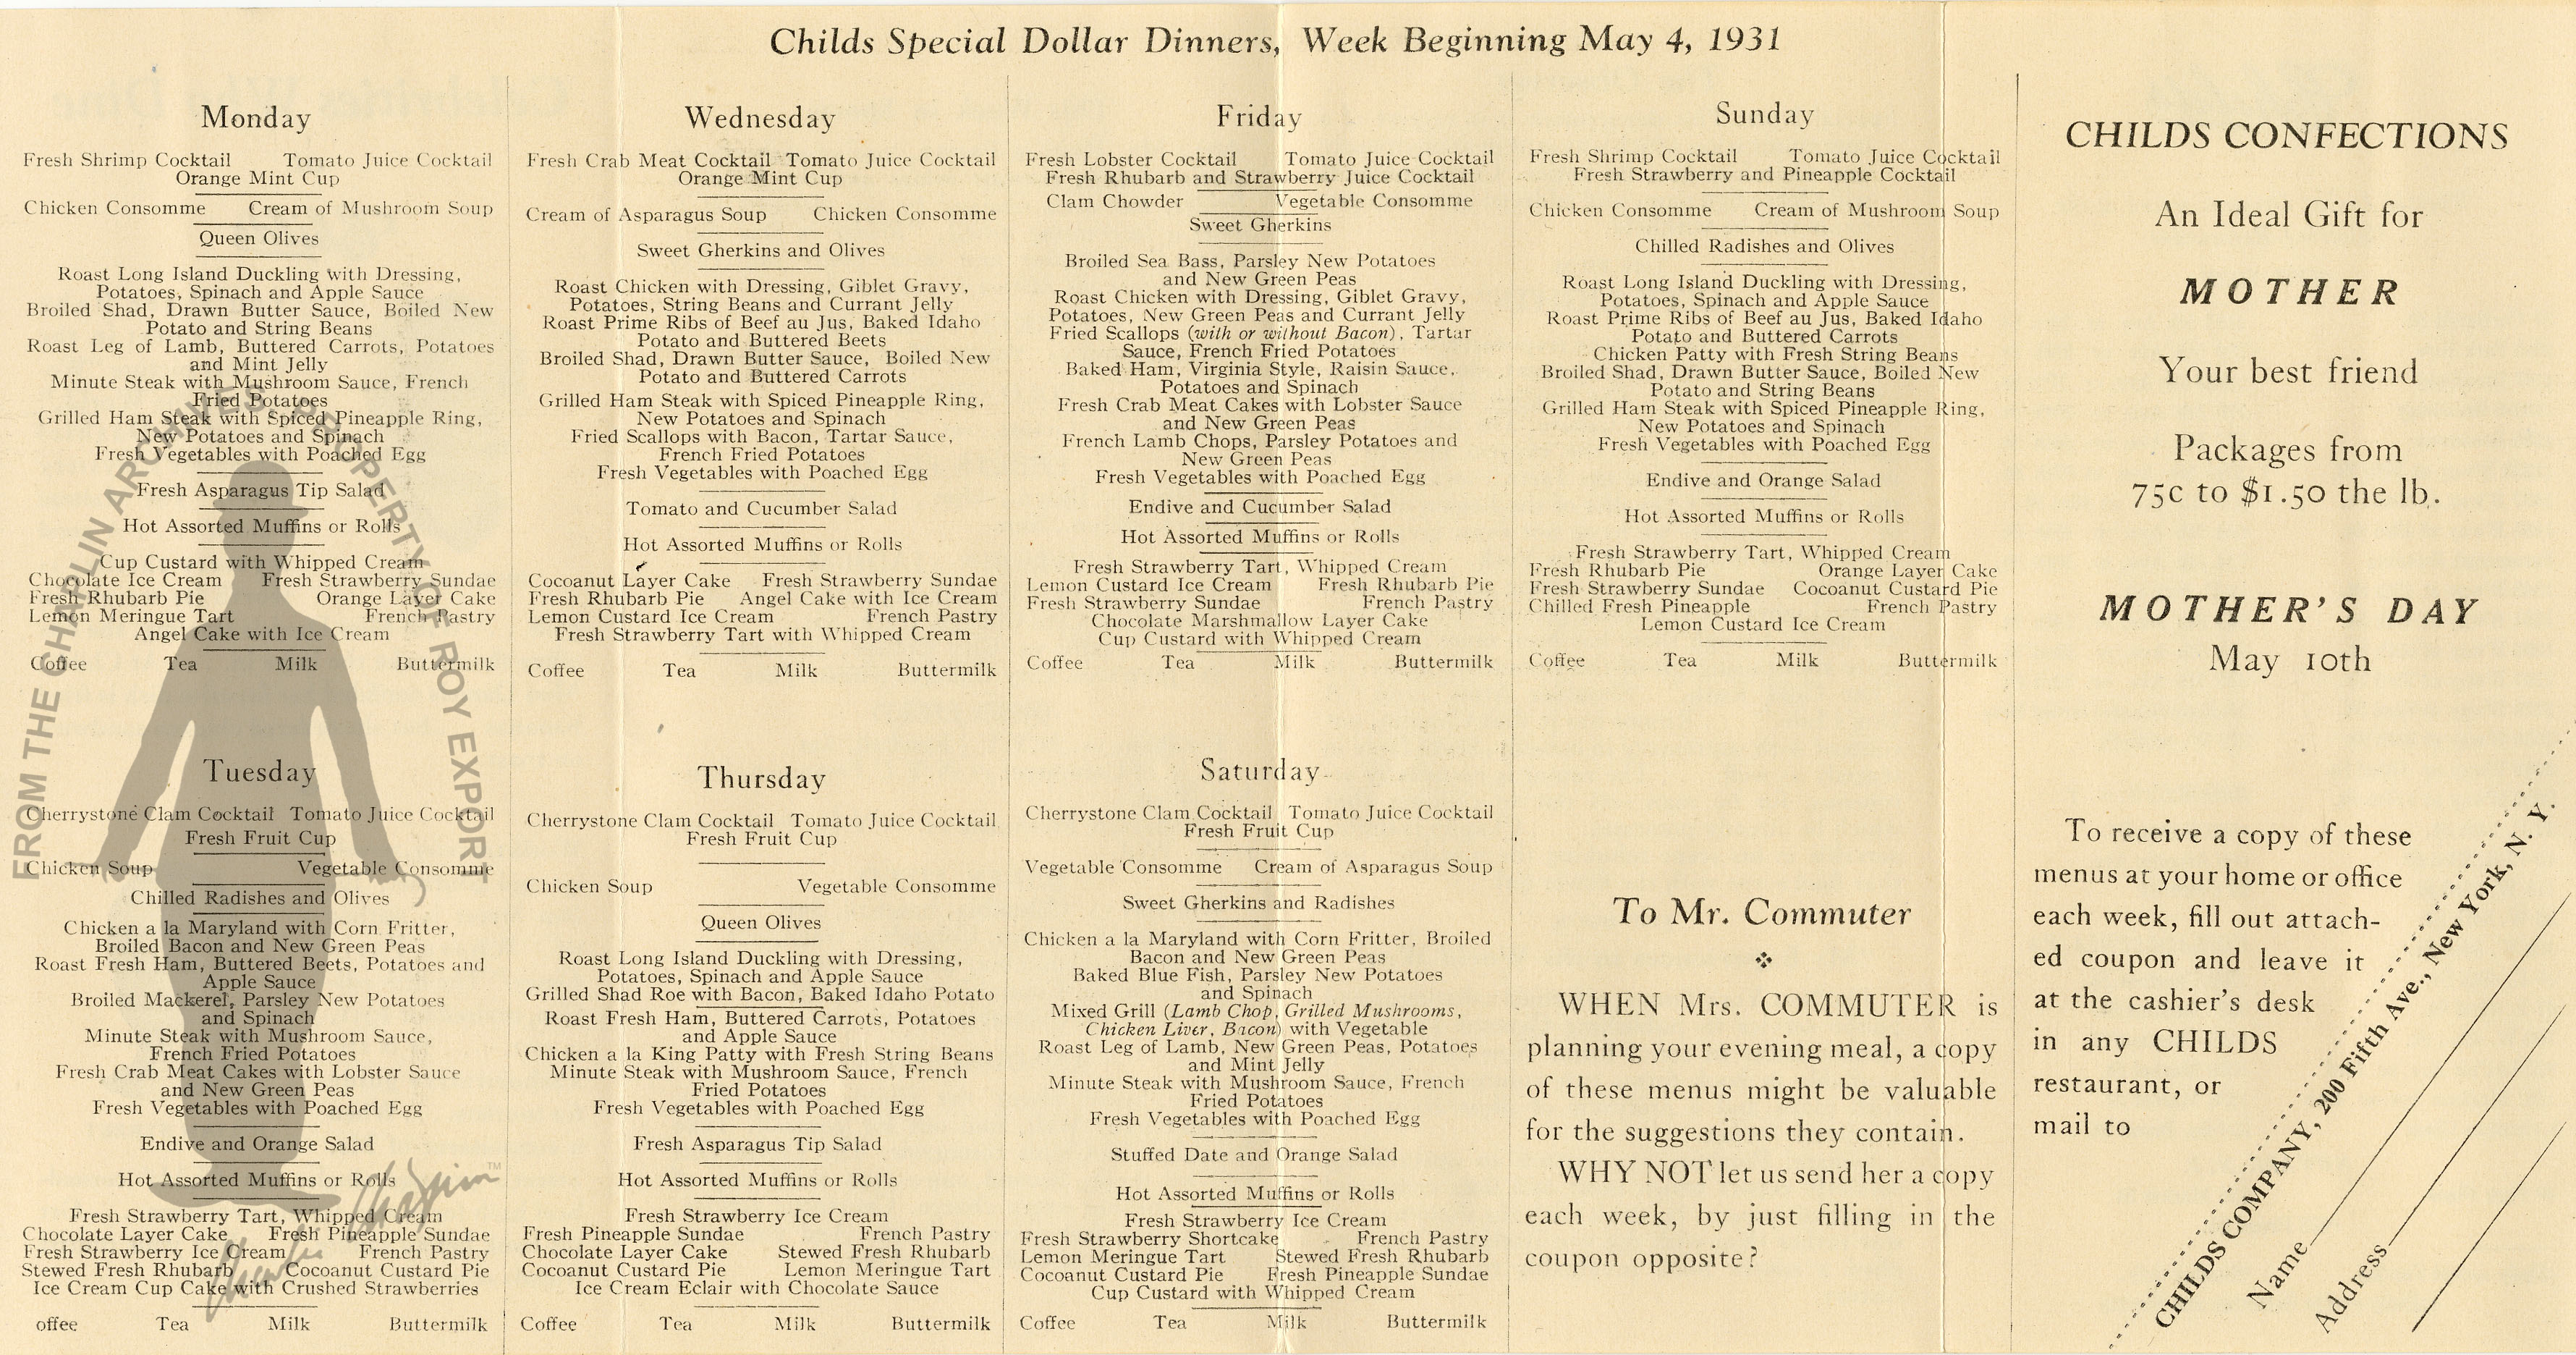 Childs Special Dollar Dinners, Week Beginning May 4, 1931
Monday
Fresh Shrimp Cocktail Tomato Juice Cocktail
Orange Mint Cup
Chicken Consomme Cream of Mushroom Soup
Queen Olives
Roast Long Island Duckling with Dressing,
Potatoes, Spinach and Apple Sauce
Broiled Shad, Drawn Butter Sauce, Boiled New
Potato and String Beans
Roast Leg of Lamb, Buttered Carrots, Potatoes
and Mint Jelly
Minute Steak with Mushroom Sauce, French
Fried Potatoes
Grilled Ham Steak with Spiced Pineapple Ring,
New Potatoes and Spinach
Fresh Vegetables with Poached Egg
Fresh Asparagus Tip Salad
Hot Assorted Muffins or Rolls
Cup Custard with Whipped Cream
Chocolate Ice Cream Fresh Strawberry Sundae
Fresh Rhubarb Pie Orange Layer Cake
Lemon Meringue Tart French Pastry
Angel Cake with Ice Cream
Coffee Tea Milk Buttermilk
Tuesday
Cherrystone Clam Cocktail Tomato Juice Cocktail
Fresh Fruit Cup
Chicken Soup Vegetable Consomme
Chilled Radishes and Olives
Chicken a la Maryland with Corn Fritter,
Broiled Bacon and New Green Peas
Roast Fresh Ham, Buttered Beets, Potatoes and
Apple Sauce
Broiled Mackerel, Parsley New Potatoes
and Spinach
Minute Steak with Mushroom Sauce,
French Fried Potatoes
Fresh Crab Meat Cakes with Lobster Sauce
and New Green Peas
Fresh Vegetables with Poached Egg
Endive and Orange Salad
Hot Assorted Muffins or Rolls
Fresh Strawberry Tart, Whipped Cream
Chocolate Layer Cake Fresh Pineapple Sundae
Fresh Strawberry Ice Cream French Pastry
Stewed Fresh Rhubarb Cocoanut Custard Pie
Ice Cream Cup Cake with Crushed Strawberries
offee Tea Milk Buttermilk
Wednesday
Fresh Crab Meat Cocktail Tomato Juice Cocktail
Orange Mint Cup
Cream of Asparagus Soup Chicken Consomme
Sweet Gherkins and Olives
Roast Chicken with Dressing, Giblet Gravy,
Potatoes, String Beans and Currant Jelly
Roast Prime Ribs of Beef au Jus, Baked Idaho
Potato and Buttered Beets
Broiled Shad, Drawn Butter Sauce, Boiled New
Potato and Buttered Carrots
Grilled Ham Steak with Spiced Pineapple Ring,
New Potatoes and Spinach
Fried Scallops with Bacon, Tartar Sauce,
French Fried Potatoes
Fresh Vegetables with Poached Egg
Tomato and Cucumber Salad
Hot Assorted Muffins or Rolls
Cocoanut Layer Cake Fresh Strawberry Sundae
Fresh Rhubarb Pie Angel Cake with Ice Cream
Lemon Custard Ice Cream French Pastry
Fresh Strawberry Tart with Whipped Cream
Coffee Tea Milk Buttermilk
Thursday
Cherrystone Clam Cocktail Tomato Juice Cocktail
Fresh Fruit Cup
Chicken Soup Vegetable Consomme
Queen Olives
Roast Long Island Duckling with Dressing,
Potatoes, Spinach and Apple Sauce
Grilled Shad Roe with Bacon, Baked Idaho Potato
Roast Fresh Ham, Buttered Carrots, Potatoes
and Apple Sauce
Chicken a la King Patty with Fresh String Beans
Minute Steak with Mushroom Sauce, French
Fried Potatoes
Fresh Vegetables with Poached Egg
Fresh Asparagus Tip Salad
Hot Assorted Muffins or Rolls
Fresh Strawberry Ice Cream
Fresh Pineapple Sundae French Pastry
Chocolate Layer Cake Stewed Fresh Rhubarb
Cocoanut Custard Pie Lemon Meringue Tart
Ice Cream Eclair with Chocolate Sauce
Coffee Tea Milk Buttermilk
Friday
Fresh Lobster Cocktail Tomato Juice Cocktail
Fresh Rhubarb and Strawberry Juice Cocktail
Clam Chowder Vegetable Consomme
Sweet Gherkins
Broiled Sea Bass, Parsley New Potatoes
and New Green Peas
Roast Chicken with Dressing, Giblet Gravy,
Potatoes, New Green Peas and Currant Jelly
Fried Scallops (with or without Bacon), Tartar
Sauce, French Fried Potatoes
Baked Ham, Virginia Style, Raisin Sauce,
Potatoes and Spinach
Fresh Crab Meat Cakes with Lobster Sauce
and New Green Peas
French Lamb Chops, Parsley Potatoes and
New Green Peas
Fresh Vegetables with Poached Egg
Endive and Cucumber Salad
Hot Assorted Muffins or Rolls
Fresh Strawberry Tart, Whipped Cream
Lemon Custard Ice Cream Fresh Rhubarb Pie
Fresh Strawberry Sundae French Pastry
Chocolate Marshmallow Layer Cake
Cup Custard with Whipped Cream
Coffee Tea Milk Buttermilk
Saturday
Cherrystone Clam Cocktail Tomato Juice Cocktail
Fresh Fruit Cup
Vegetable Consomme Cream of Asparagus Soup
Sweet Gherkins and Radishes
Chicken a la Maryland with Corn Fritter, Broiled
Bacon and New Green Peas
Baked Blue Fish, Parsley New Potatoes
and Spinach
Mixed Grill (Lamb Chop, Grilled Mushrooms,
Chicken Liver, Bacon) with Vegetable
Roast Leg of Lamb, New Green Peas, Potatoes
and Mint Jelly
Minute Steak with Mushroom Sauce, French
Fried Potatoes
Fresh Vegetables with Poached Egg
Stuffed Date and Orange Salad
Hot Assorted Muffins or Rolls
Fresh Strawberry Ice Cream
Fresh Strawberry Shortcake French Pastry
Lemon Meringue Tart Stewed Fresh Rhubarb
Cocoanut Custard Pie Fresh Pineapple Sundae
Cup Custard with Whipped Cream
Coffee Tea Milk Buttermilk
Sunday
Fresh Shrimp Cocktail Tomato Juice Cocktail
Fresh Strawberry and Pineapple Cocktail
Chicken Consomme Cream of Mushroom Soup
Chilled Radishes and Olives
Roast Long Island Duckling with Dressing,
Potatoes, Spinach and Apple Sauce
Roast Prime Ribs of Beef au Jus, Baked Idaho
Potato and Buttered Carrots
Chicken Patty with Fresh String Beans
Broiled Shad, Drawn Butter Sauce, Boiled New
Potato and String Beans
Grilled Ham Steak with Spiced Pineapple Ring,
New Potatoes and Spinach
Fresh Vegetables with Poached Egg
Endive and Orange Salad
Hot Assorted Muffins or Rolls
Fresh Strawberry Tart, Whipped Cream
Fresh Rhubarb Pie Orange Layer Cake
Fresh Strawberry Sundae Cocoanut Custard Pie
Chilled Fresh Pineapple French Pastry
Lemon Custard Ice Cream
Coffee Tea Milk Buttermilk
To Mr. Commuter
WHEN Mrs. COMMUTER is
planning your evening meal, a copy
of these menus might be valuable
for the suggestions they contain.
WHY NOT let us send her a copy
each week, by just filling in the
coupon opposite?
CHILDS CONFECTIONS
An Ideal Gift for
MOTHER
Your best friend
Packages from
75c to $1.50 the lb.
MOTHER'S DAY
May 10th
To receive a copy of these
menus at your home or office
each week, fill out attach-
ed coupon and leave it
at the cashier's desk
in any CHILDS
restaurant, or
mail to
CHILDS COMPANY, 200 Fifth Ave., New York, N. Y.
Name
Address
FROM THE CHAPLIN ARCHIVES, PROPERTY OF ROY EXPORT
Charles Chaplin TM